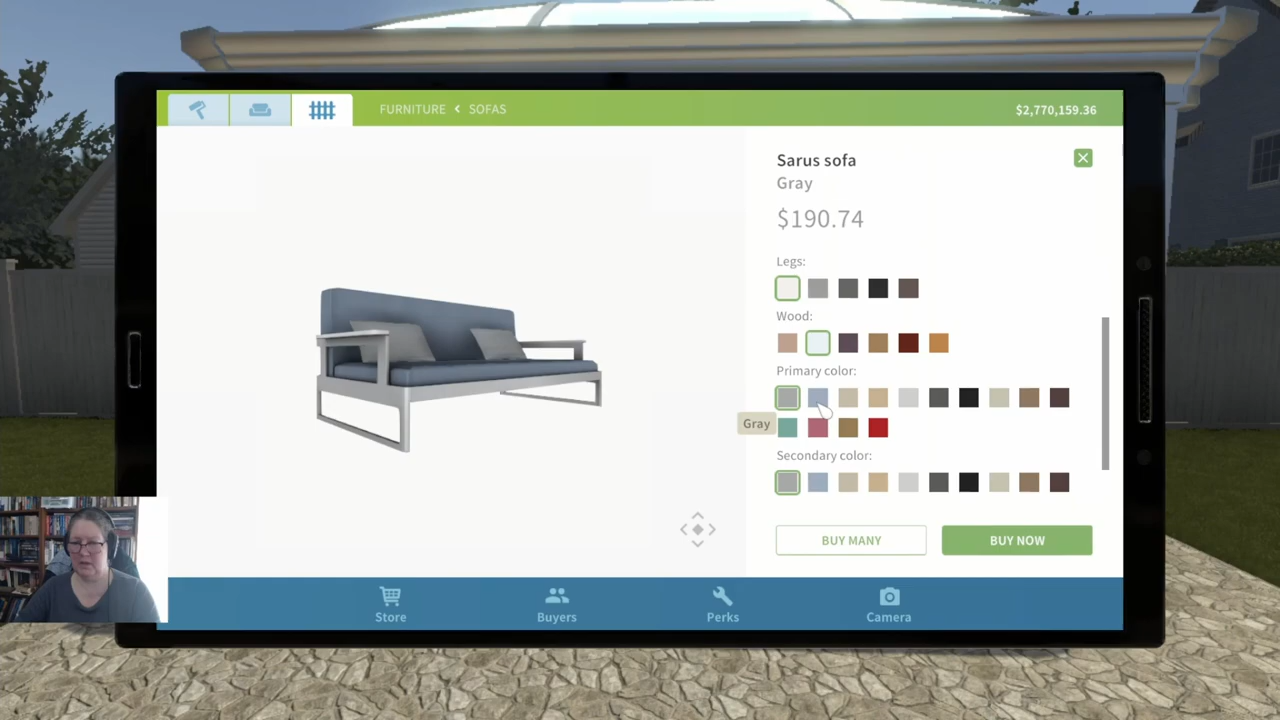 FURNITURE < SOFAS
$2,770,159.36
Sarus sofa
Gray
$190.74
Legs:
Wood:
Primary color:
Gray
Secondary color:
BUY MANY
BUY NOW
Store
Buyers
Perks
Camera